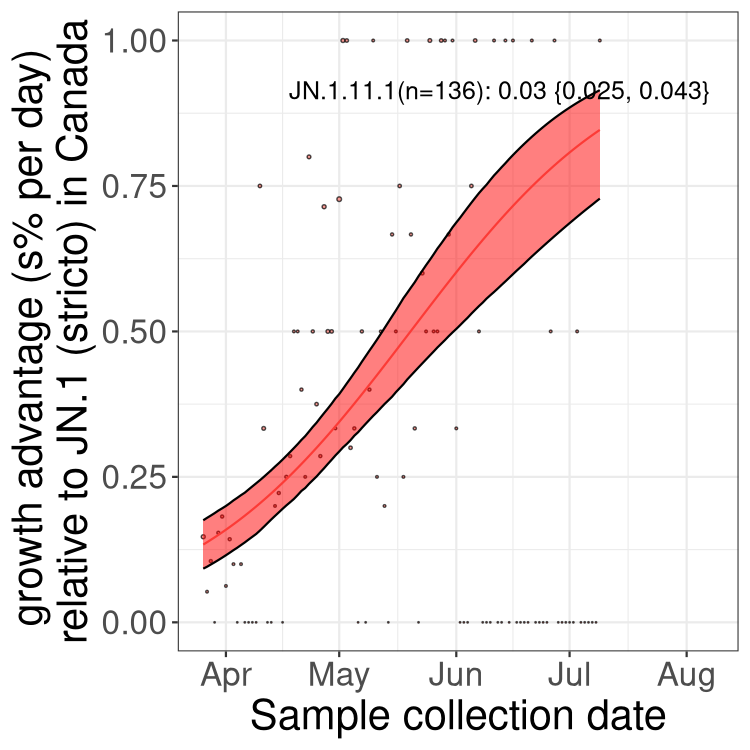 growth advantage (s% per day)
relative to JN.1 (stricto) in Canada
1.00
0.75
0.50
0.25
0.00
JN.1.11.1(n=136): 0.03 {0.025, 0.043}
Apr May Jun Jul Aug
Sample collection date